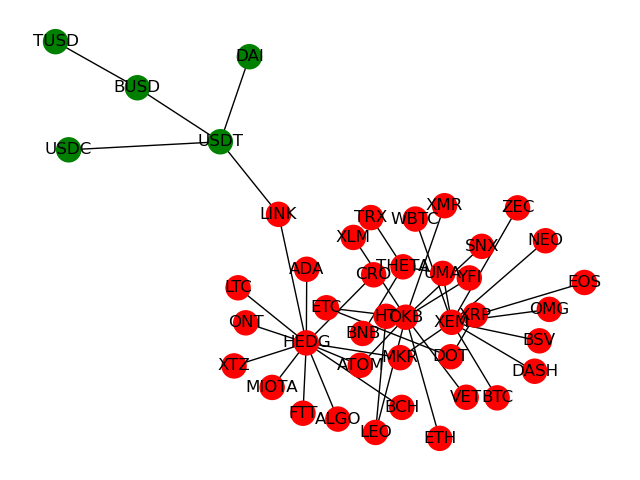 TUSD
DAI
BUSD
USDT
USDC
LINK
XMR
ZEC
TRX
WBTC
XLM
SNX
NEO
THETA
ADA
CRO
UMA
YFI
EOS
LTC
ETC
OMG
HT
OKB
XRP
ONT
XEM
BNB
BSV
HEDG
DOT
MKR
XTZ
ATOM
DASH
MIOTA
VET
BTC
BCH
FTT
ALGO
LEO
ETH